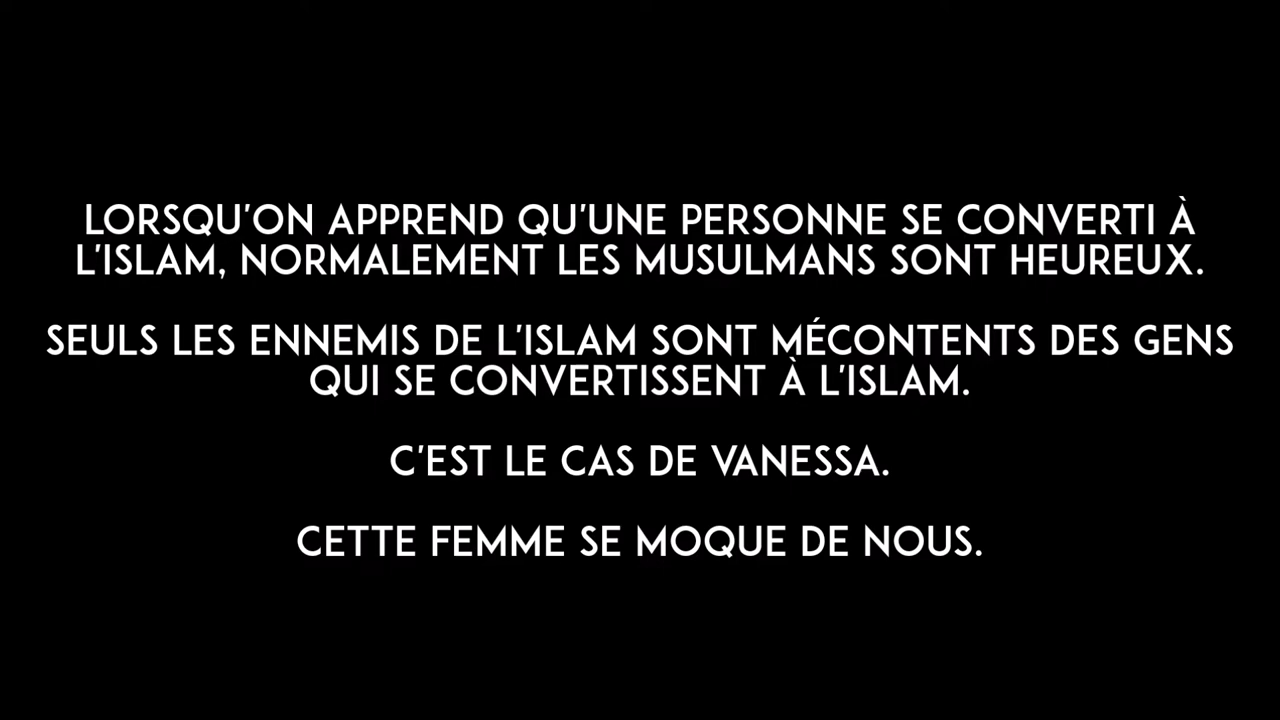 LORSQU'ON APPREND QU'UNE PERSONNE SE CONVERTI À
L'ISLAM, NORMALEMENT LES MUSULMANS SONT HEUREUX.
SEULS LES ENNEMIS DE L'ISLAM SONT MÉCONTENTS DES GENS
QUI SE CONVERTISSENT À L'ISLAM.
C'EST LE CAS DE VANESSA.
CETTE FEMME SE MOQUE DE NOUS.